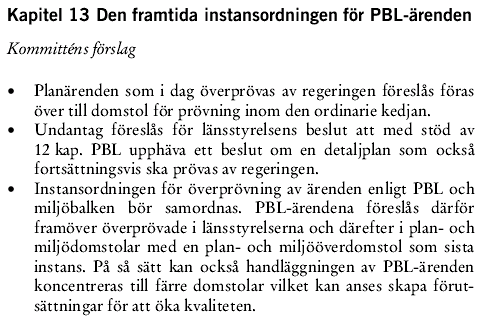 Kapitel 13 Den framtida instansordningen för PBL-ärenden
Kommitténs förslag
• Planärenden som i dag överprövas av regeringen föreslås föras
över till domstol för prövning inom den ordinarie kedjan.
• Undantag föreslås för länsstyrelsens beslut att med stöd av
12 kap. PBL upphäva ett beslut om en detaljplan som också
fortsättningsvis ska prövas av regeringen.
• Instansordningen för överprövning av ärenden enligt PBL och
miljöbalken bör samordnas. PBL-ärendena föreslås därför
framöver överprövade i länsstyrelserna och därefter i plan- och
miljödomstolar med en plan- och miljööverdomstol som sista
instans. På så sätt kan också handläggningen av PBL-ärenden
koncentreras till färre domstolar vilket kan anses skapa förut-
sättningar för att öka kvaliteten.